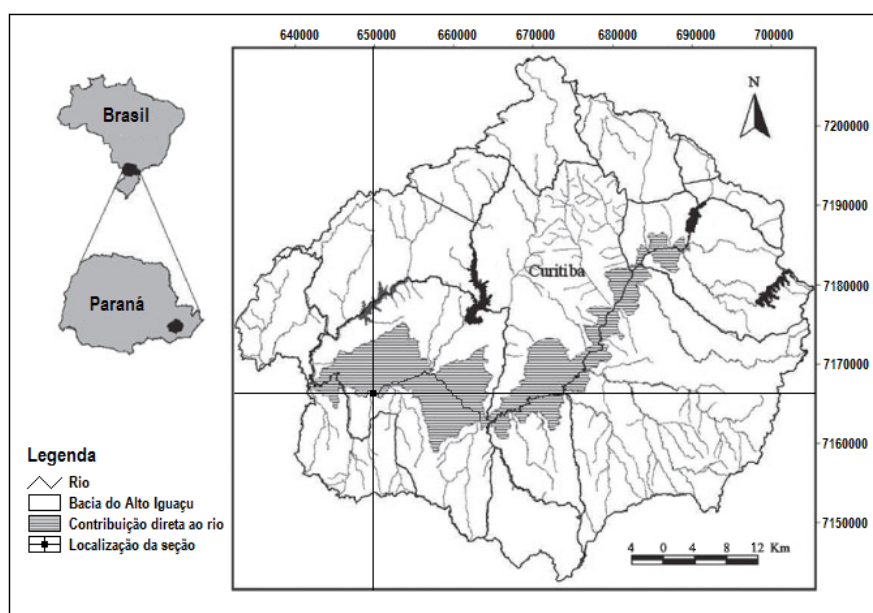 640000 650000 660000 670000 680000 690000 700000
Brasil
N
7200000
7190000
Curitiba
7180000
Paraná
7170000
7160000
Legenda
Rio
Bacia do Alto Iguaçu
Contribuição direta ao rio
Localização da seção
7150000
4 0 4 8 12 Km